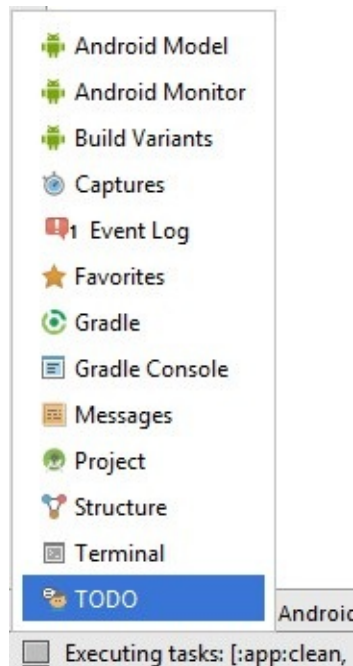 Android Model
Android Monitor
Build Variants
Captures
1 Event Log
Favorites
Gradle
Gradle Console
Messages
Project
Structure
Terminal
TODO
Android
Executing tasks: [:app:clean,